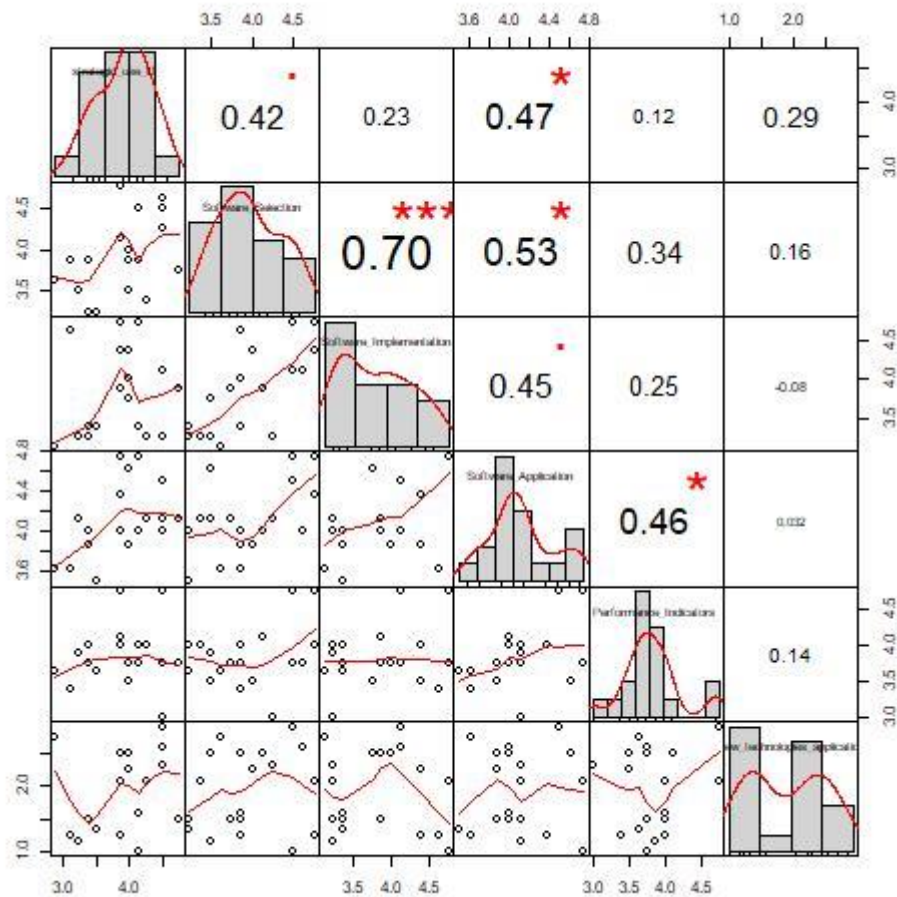 3.5 4.0 4.5 3.6 4.0 4.4 4.8 1.0 2.0
0.42 . 0.23 0.47 * 0.12 0.29 3.0 4.0
3.5 4.0 4.5 Software_Selection 0.70 *** 0.53 * 0.34 0.16
Software_Implementation 0.45 . 0.25 -0.08 3.5 4.0 4.5
3.6 4.0 4.4 4.8 Software_Application 0.46 * 0.032
Performance_Indicators 0.14 3.0 3.5 4.0 4.5
1.0 2.0 ew_technologies_applicatio
3.0 4.0 3.5 4.0 4.5 3.0 3.5 4.0 4.5